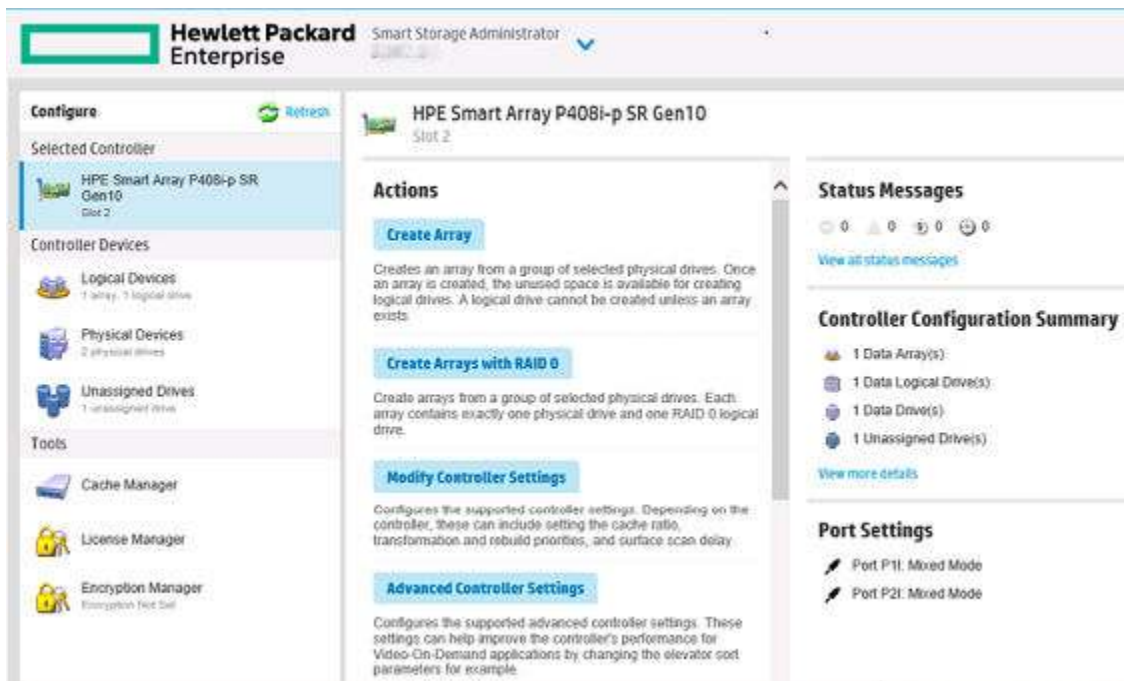 Hewlett Packard
Enterprise
Smart Storage Administrator
Configure
Refresh
Selected Controller
HPE Smart Array P408i-p SR
Gen10
Slot 2
Controller Devices
Logical Devices
1 array, 1 logical drive
Physical Devices
2 physical drives
Unassigned Drives
1 unassigned drive
Tools
Cache Manager
License Manager
Encryption Manager
Encryption Not Set
HPE Smart Array P408i-p SR Gen10
Slot 2
Actions
Create Array
Creates an array from a group of selected physical drives. Once
an array is created, the unused space is available for creating
logical drives. A logical drive cannot be created unless an array
exists.
Create Arrays with RAID 0
Create arrays from a group of selected physical drives. Each
array contains exactly one physical drive and one RAID 0 logical
drive.
Modify Controller Settings
Configures the supported controller settings. Depending on the
controller, these can include setting the cache ratio,
transformation and rebuild priorities, and surface scan delay.
Advanced Controller Settings
Configures the supported advanced controller settings. These
settings can help improve the controller's performance for
Video-On-Demand applications by changing the elevator sort
parameters for example.
Status Messages
0 0 0 0
View all status messages
Controller Configuration Summary
1 Data Array(s)
1 Data Logical Drive(s)
1 Data Drive(s)
1 Unassigned Drive(s)
View more details
Port Settings
Port P1I: Mixed Mode
Port P2I: Mixed Mode